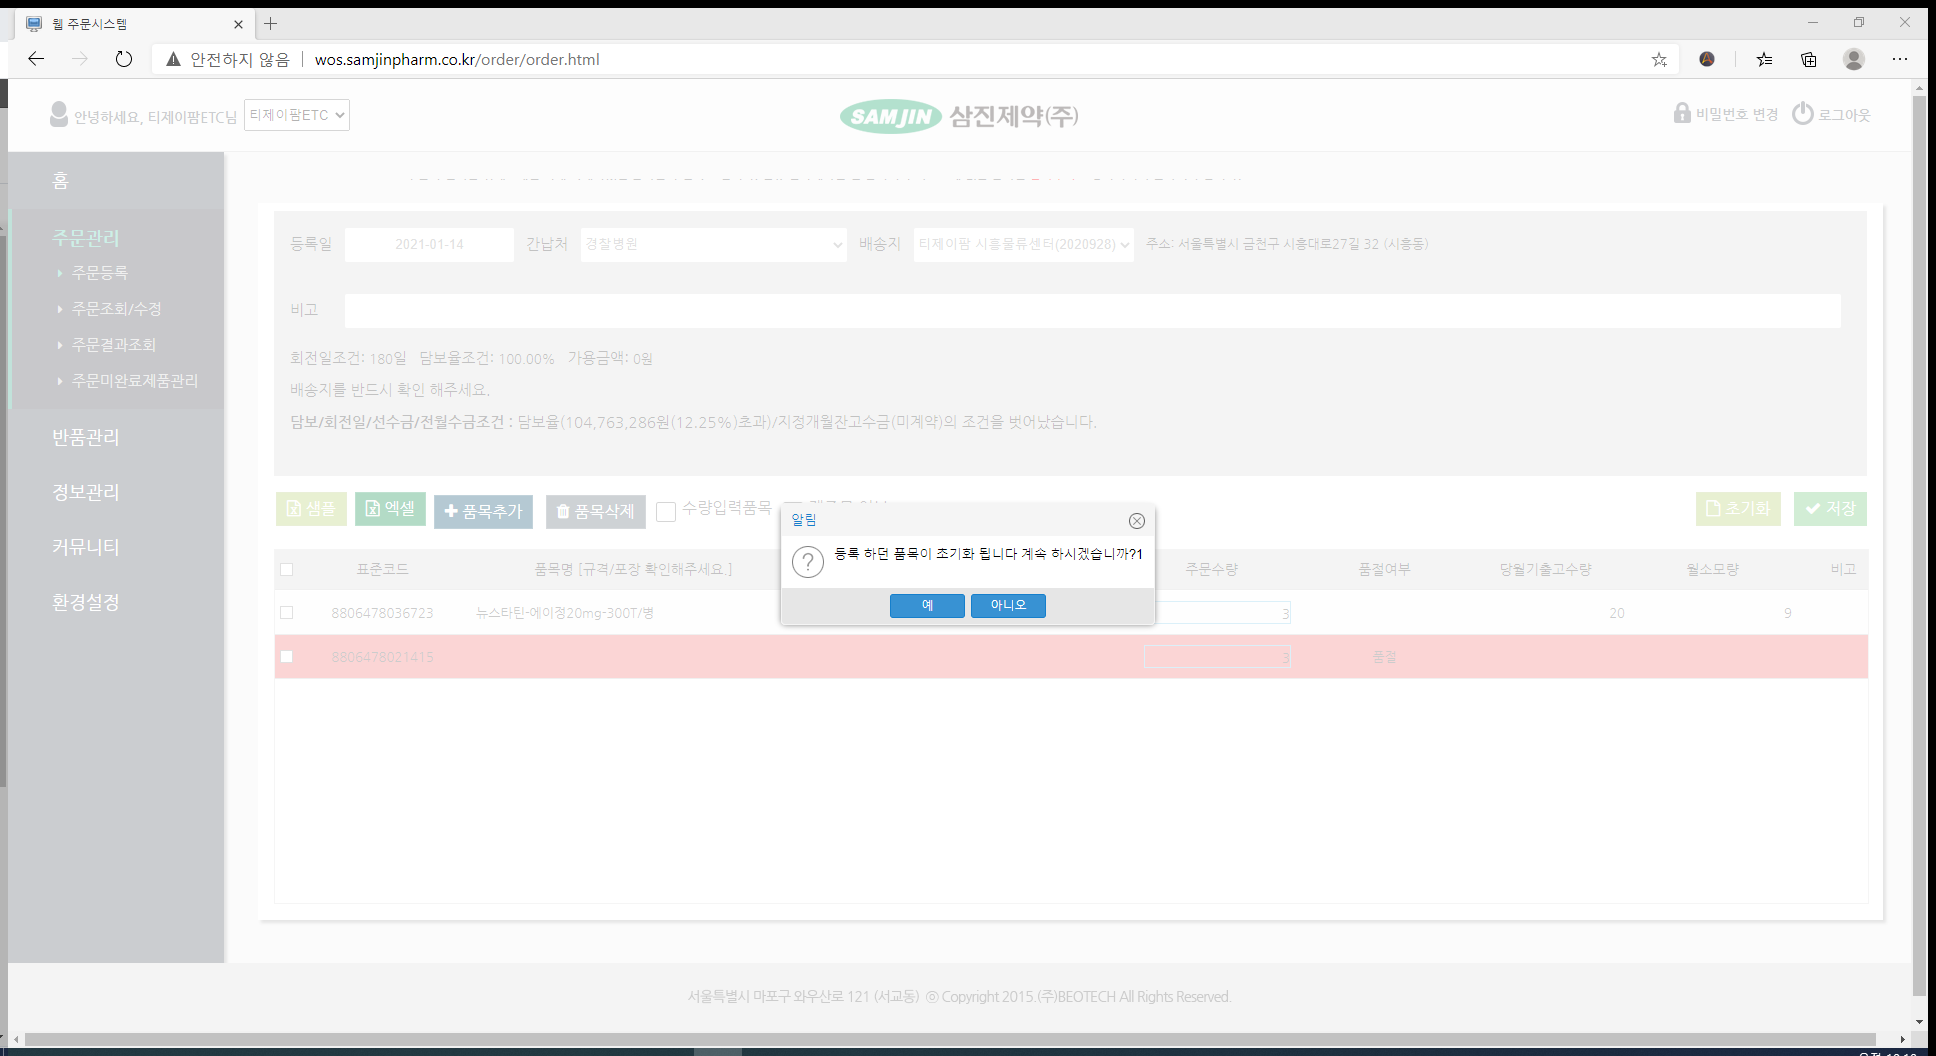 웹 주문시스템
안전하지 않음 wos.samjinpharm.co.kr/order/order.html
안녕하세요, 티제이팜ETC님 티제이팜ETC
SAMJIN 삼진제약(주)
비밀번호 변경 로그아웃
홈
주문관리
주문등록
주문조회/수정
주문결과조회
주문미완료제품관리
반품관리
정보관리
커뮤니티
환경설정
등록일 2021-01-14 간납처 경찰병원 배송지 티제이팜 시흥물류센터(2020928) 주소: 서울특별시 금천구 시흥대로27길 32 (시흥동)
비고
회전일조건: 180일 담보율조건: 100.00% 가용금액: 0원
배송지를 반드시 확인 해주세요.
담보/회전일/선수금/전월수금조건 : 담보율(104,763,286원(12.25%)초과)/지정개월잔고수금(미계약)의 조건을 벗어났습니다.
샘플 엑셀 품목추가 품목삭제 수량입력품목
초기화 저장
알림
등록 하던 품목이 초기화 됩니다 계속 하시겠습니까?1
예 아니오
표준코드 품목명 [규격/포장 확인해주세요.] 주문수량 품절여부 당월기출고수량 월소모량 비고
8806478036723 뉴스타틴-에이정20mg-300T/병 3 20 9
8806478021415 3 품절
서울특별시 마포구 와우산로 121 (서교동) ⓒ Copyright 2015.(주)BEOTECH All Rights Reserved.